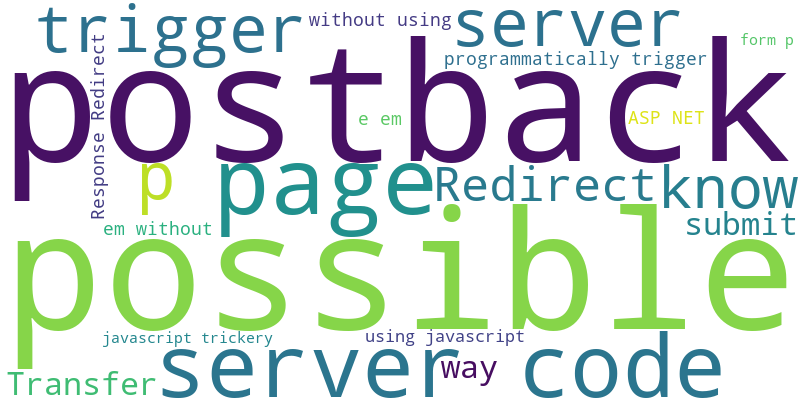 trigger
without using
server
form p
programmatically trigger
postback
Response Redirect
e em
ASP NET
p
page
Redirect
know
em without
submit
possible
javascript trickery
using javascript
Transfer
server code
way